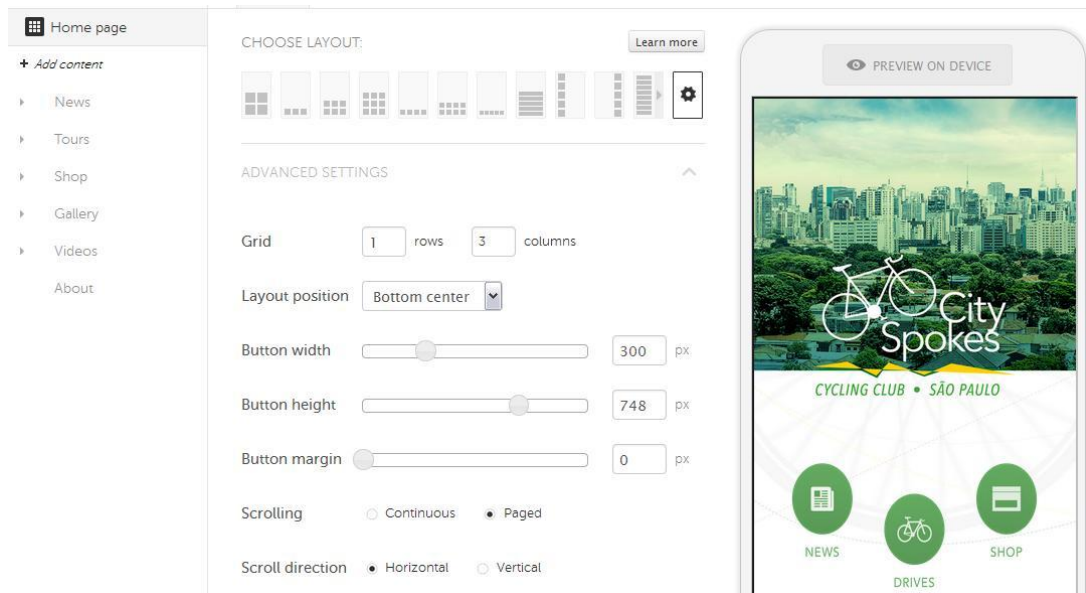 Home page
+ Add content
News
Tours
Shop
Gallery
Videos
About
CHOOSE LAYOUT:
Learn more
ADVANCED SETTINGS
Grid 1 rows 3 columns
Layout position Bottom center
Button width 300 px
Button height 748 px
Button margin 0 px
Scrolling Continuous Paged
Scroll direction Horizontal Vertical
PREVIEW ON DEVICE
City
Spokes
CYCLING CLUB • SÃO PAULO
NEWS
SHOP
DRIVES